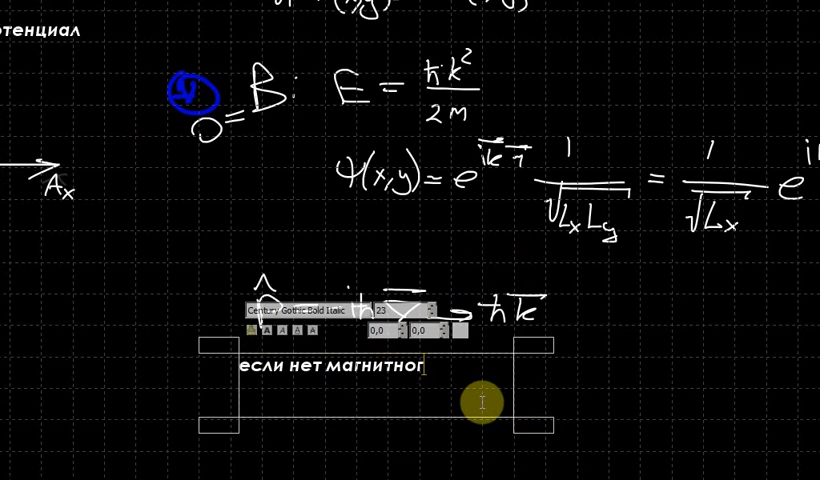 отенциал
0 = B: E = ħk² / 2m
ψ(x,y) = e^{ik r} 1 / √LxLy = 1 / √Lx e^i
Ax
p̂ = iħ∇ → ħk
Century Gothic Bold Italic 23
A A A A A 0,0 0,0
если нет магнитног